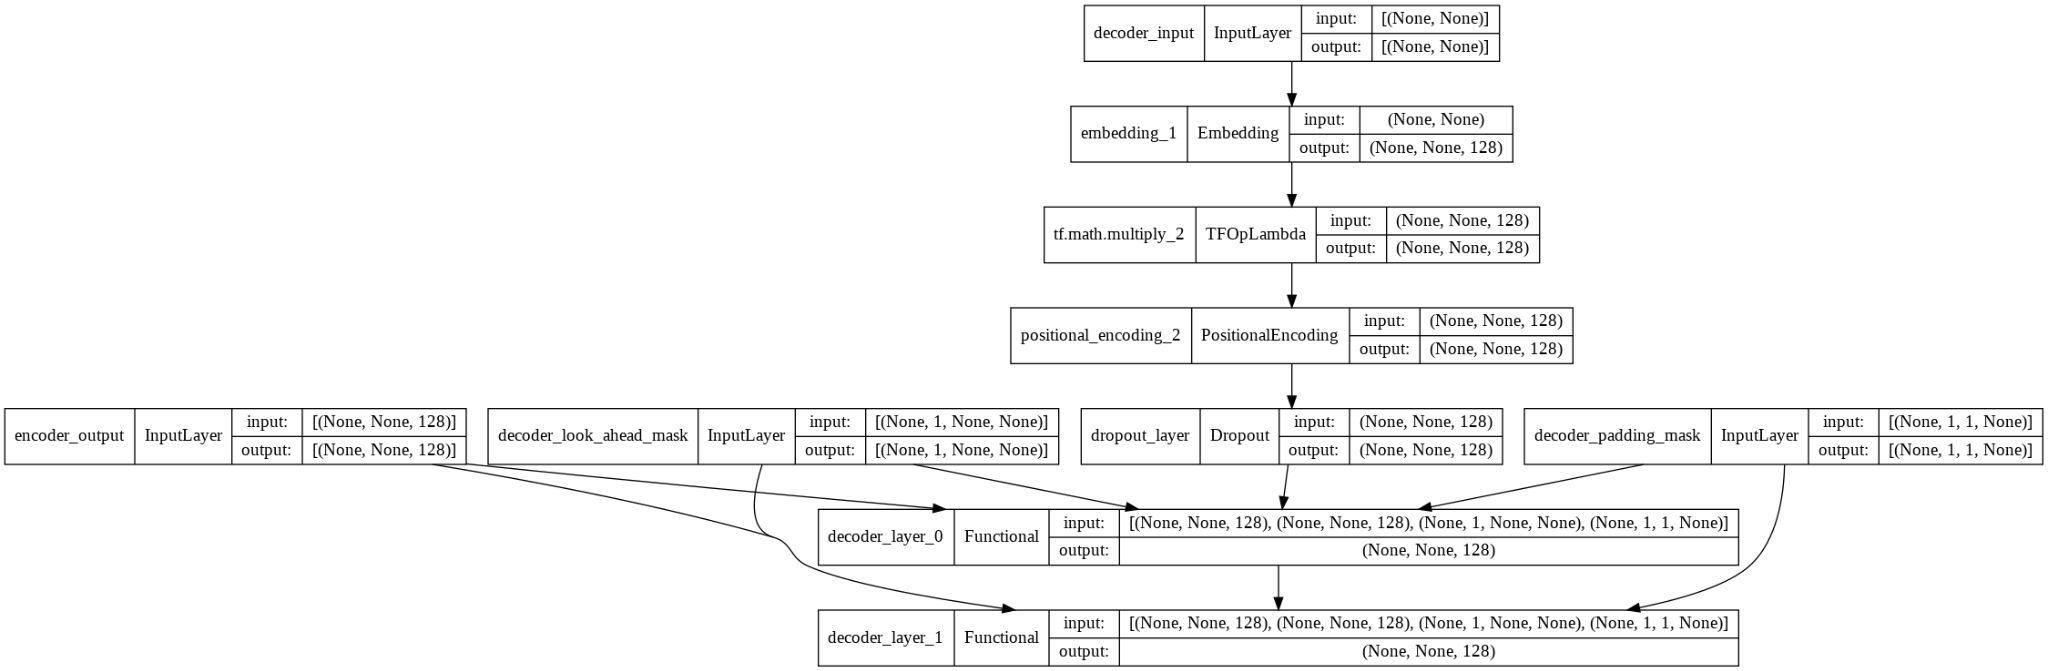 decoder_input InputLayer input: [(None, None)]
output: [(None, None)]
embedding_1 Embedding input: (None, None)
output: (None, None, 128)
tf.math.multiply_2 TFOpLambda input: (None, None, 128)
output: (None, None, 128)
positional_encoding_2 PositionalEncoding input: (None, None, 128)
output: (None, None, 128)
encoder_output InputLayer input: [(None, None, 128)]
output: [(None, None, 128)]
decoder_look_ahead_mask InputLayer input: [(None, 1, None, None)]
output: [(None, 1, None, None)]
dropout_layer Dropout input: (None, None, 128)
output: (None, None, 128)
decoder_padding_mask InputLayer input: [(None, 1, 1, None)]
output: [(None, 1, 1, None)]
decoder_layer_0 Functional input: [(None, None, 128), (None, None, 128), (None, 1, None, None), (None, 1, 1, None)]
output: (None, None, 128)
decoder_layer_1 Functional input: [(None, None, 128), (None, None, 128), (None, 1, None, None), (None, 1, 1, None)]
output: (None, None, 128)